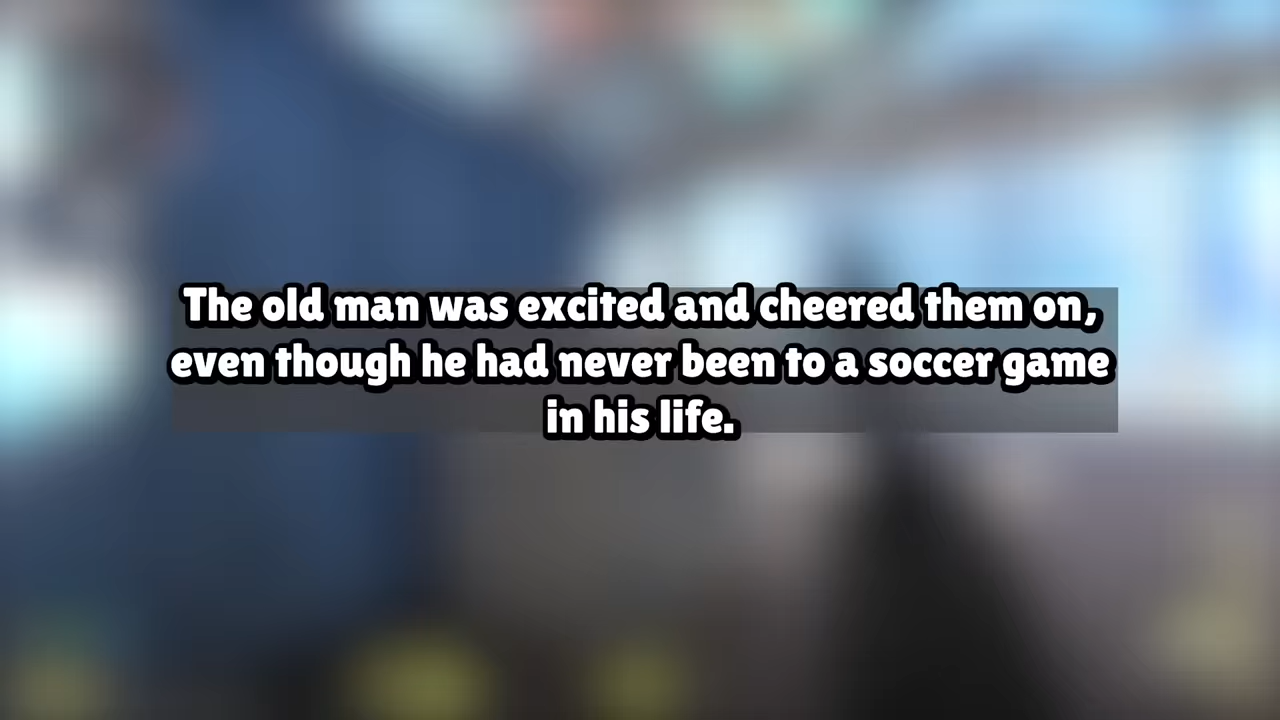 The old man was excited and cheered them on,
even though he had never been to a soccer game
in his life.